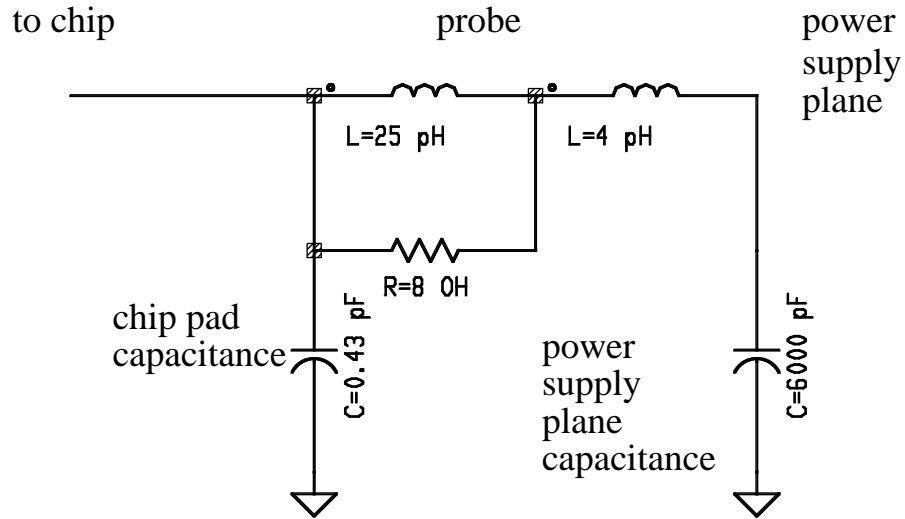 to chip
probe
power
supply
plane
L=25 pH
L=4 pH
R=8 OH
chip pad
capacitance
C=0.43 pF
power
supply
plane
capacitance
C=6000 pF